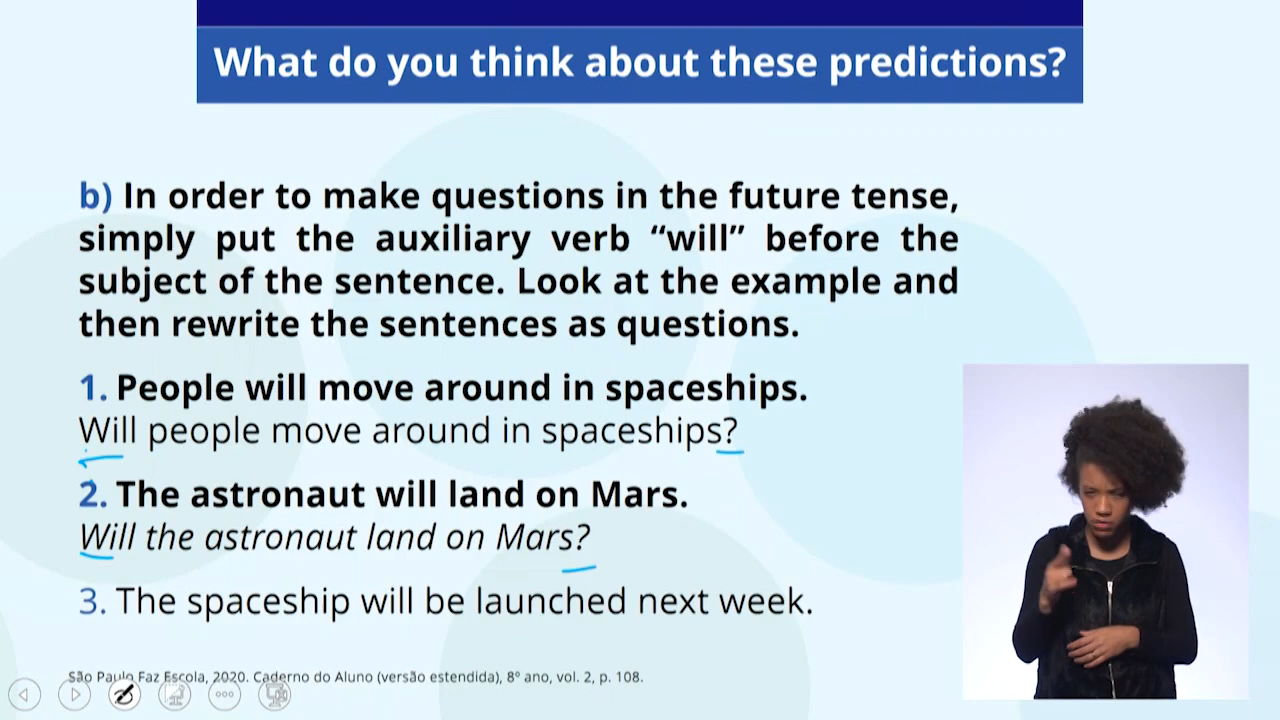 What do you think about these predictions?
b) In order to make questions in the future tense,
simply put the auxiliary verb “will” before the
subject of the sentence. Look at the example and
then rewrite the sentences as questions.
1. People will move around in spaceships.
Will people move around in spaceships?
2. The astronaut will land on Mars.
Will the astronaut land on Mars?
3. The spaceship will be launched next week.
São Paulo Faz Escola, 2020. Caderno do Aluno (versão estendida), 8º ano, vol. 2, p. 108.